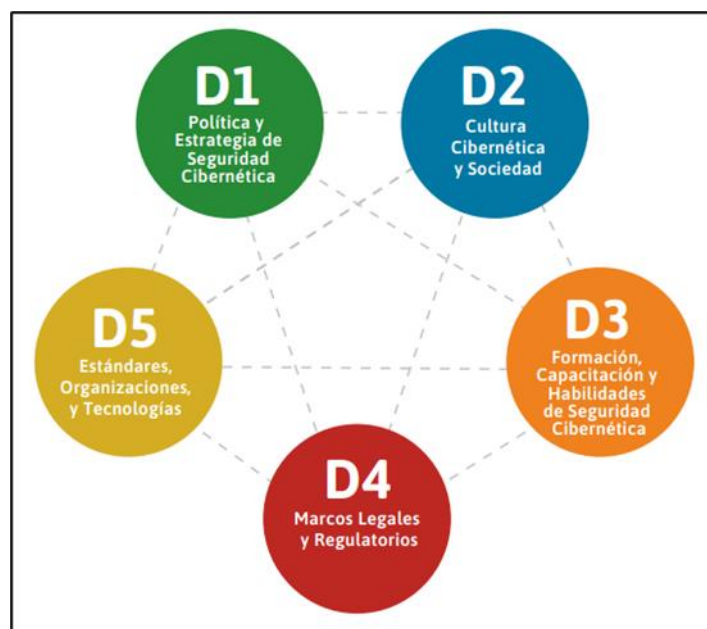 D1
Política y
Estrategia de
Seguridad
Cibernética
D2
Cultura
Cibernética
y Sociedad
D3
Formación,
Capacitación y
Habilidades
de Seguridad
Cibernética
D4
Marcos Legales
y Regulatorios
D5
Estándares,
Organizaciones,
y Tecnologías